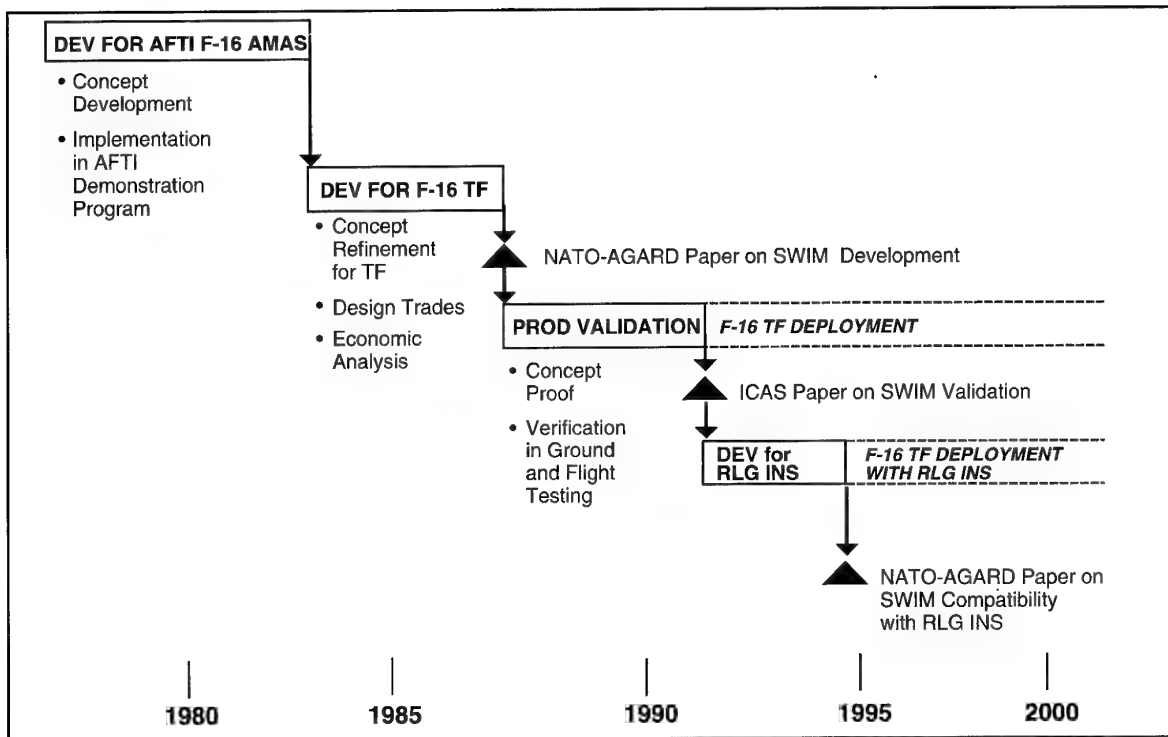 DEV FOR AFTI F-16 AMAS
• Concept
Development
• Implementation
in AFTI
Demonstration
Program
DEV FOR F-16 TF
• Concept
Refinement
for TF
• Design Trades
• Economic
Analysis
NATO-AGARD Paper on SWIM Development
PROD VALIDATION
F-16 TF DEPLOYMENT
• Concept
Proof
• Verification
in Ground
and Flight
Testing
ICAS Paper on SWIM Validation
DEV for
RLG INS
F-16 TF DEPLOYMENT
WITH RLG INS
NATO-AGARD Paper on
SWIM Compatibility
with RLG INS
1980
1985
1990
1995
2000